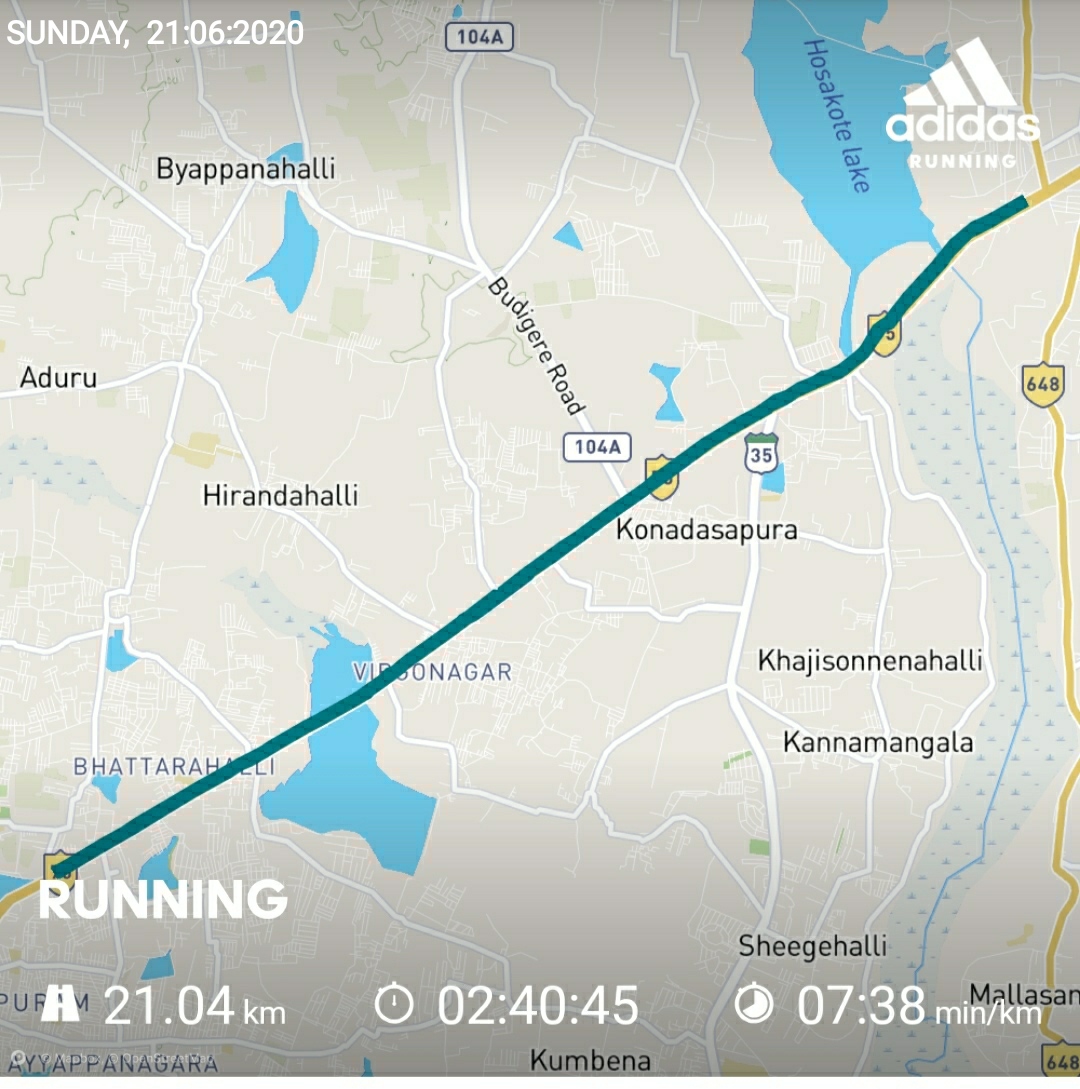 SUNDAY, 21:06:2020
104A
Hosakote lake
adidas
RUNNING
Byappanahalli
Budigere Road
Aduru
648
104A
35
Hirandahalli
Konadasapura
Khajisonnenahalli
VIRGONAGAR
Kannamangala
BHATTARAHALLI
RUNNING
Sheegehalli
21.04 km
02:40:45
07:38 min/km
Mallasan
© Mapbox, © OpenStreetMap
AYYAPPANAGARA
Kumbena
648